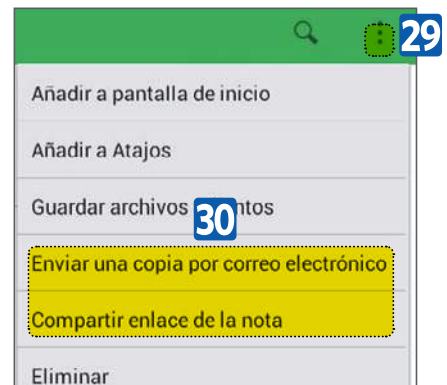 29
Añadir a pantalla de inicio
Añadir a Atajos
Guardar archivos
30
Enviar una copia por correo electrónico
Compartir enlace de la nota
Eliminar